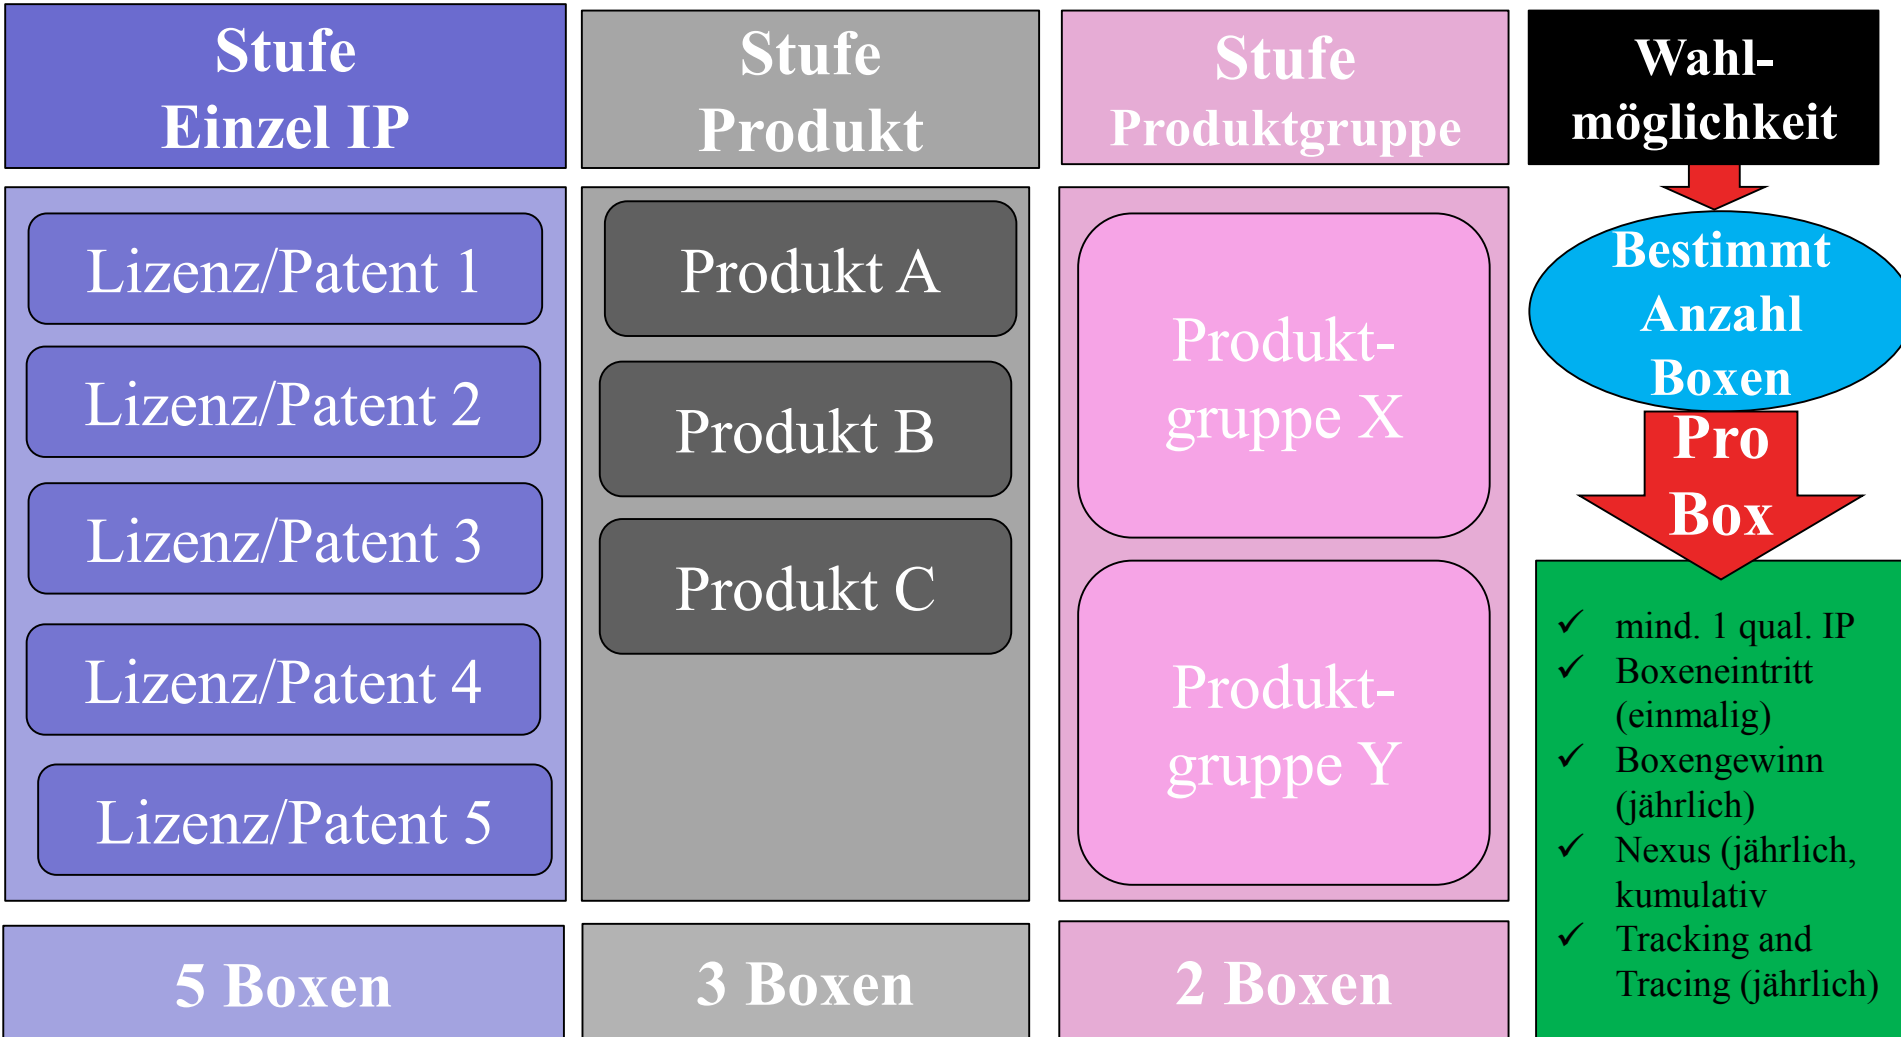 Stufe
Einzel IP
Lizenz/Patent 1
Lizenz/Patent 2
Lizenz/Patent 3
Lizenz/Patent 4
Lizenz/Patent 5
5 Boxen
Stufe
Produkt
Produkt A
Produkt B
Produkt C
3 Boxen
Stufe
Produktgruppe
Produkt-
gruppe X
Produkt-
gruppe Y
2 Boxen
Wahl-
möglichkeit
Bestimmt
Anzahl
Boxen
Pro
Box
✓ mind. 1 qual. IP
✓ Boxeneintritt
(einmalig)
✓ Boxengewinn
(jährlich)
✓ Nexus (jährlich,
kumulativ
✓ Tracking and
Tracing (jährlich)